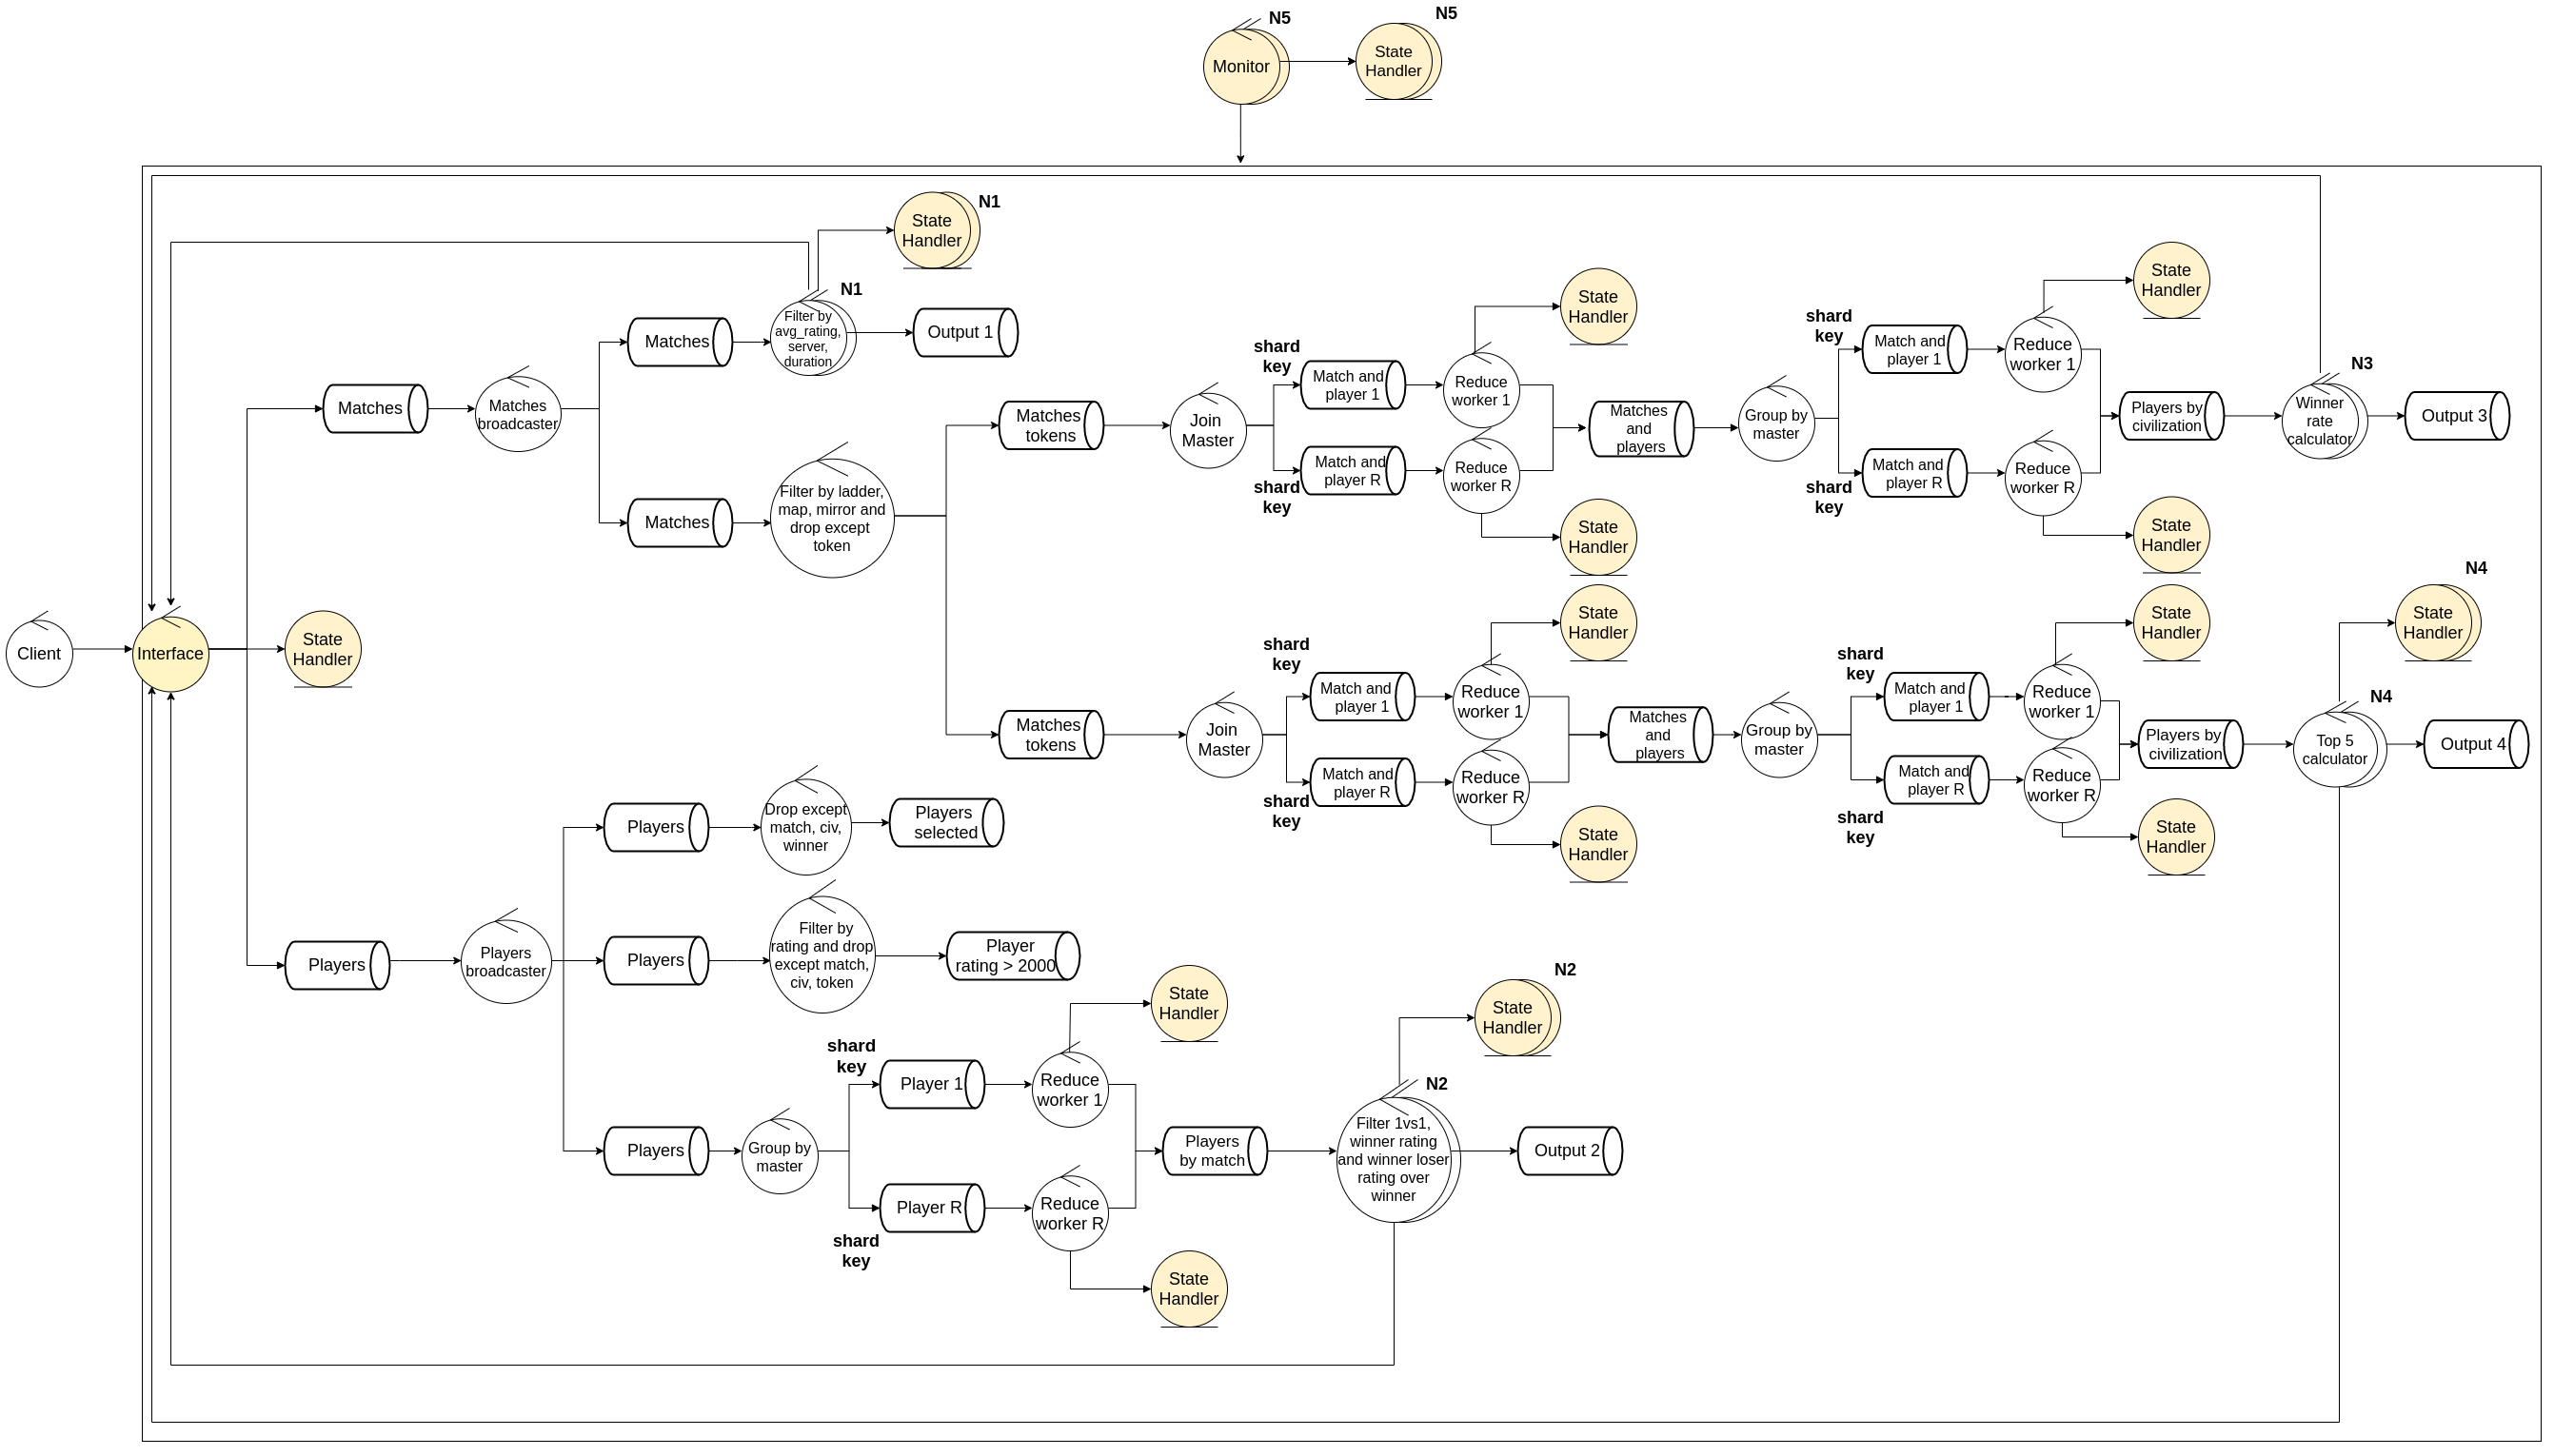 N5
N5
Monitor
State
Handler
N1
State
Handler
N1
Filter by
avg_rating,
server,
duration
Output 1
Matches
Matches
Matches
broadcaster
Matches
Filter by ladder,
map, mirror and
drop except
token
Matches
tokens
Join
Master
shard
key
Match and
player 1
Reduce
worker 1
State
Handler
shard
key
Match and
player R
Reduce
worker R
State
Handler
Matches
and
players
Group by
master
shard
key
Match and
player 1
Reduce
worker 1
State
Handler
shard
key
Match and
player R
Reduce
worker R
State
Handler
Players by
civilization
N3
Winner
rate
calculator
Output 3
Client
Interface
State
Handler
Matches
tokens
Join
Master
shard
key
Match and
player 1
Reduce
worker 1
State
Handler
shard
key
Match and
player R
Reduce
worker R
State
Handler
Matches
and
players
Group by
master
shard
key
Match and
player 1
Reduce
worker 1
State
Handler
shard
key
Match and
player R
Reduce
worker R
State
Handler
Players by
civilization
N4
State
Handler
N4
Top 5
calculator
Output 4
Players
Players
broadcaster
Players
Drop except
match, civ,
winner
Players
selected
Players
Filter by
rating and drop
except match,
civ, token
Player
rating > 2000
Players
Group by
master
shard
key
Player 1
Reduce
worker 1
State
Handler
shard
key
Player R
Reduce
worker R
State
Handler
Players
by match
N2
State
Handler
N2
Filter 1vs1,
winner rating
and winner loser
rating over
winner
Output 2